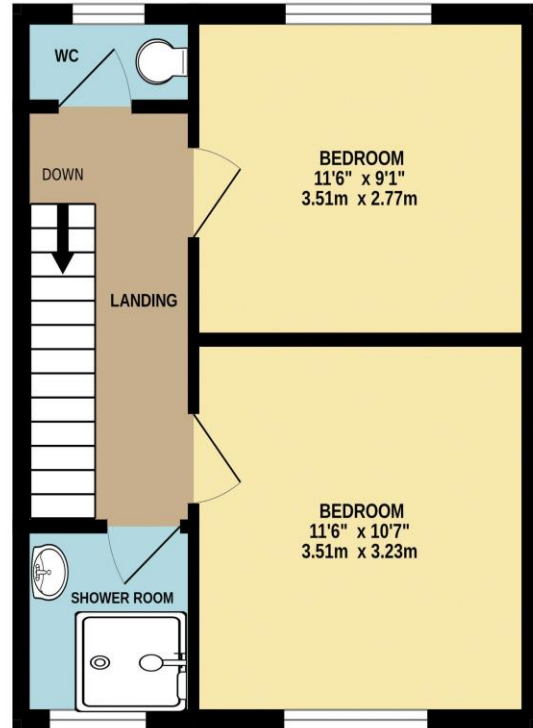 WC
BEDROOM
11'6" x 9'1"
3.51m x 2.77m
DOWN
LANDING
BEDROOM
11'6" x 10'7"
3.51m x 3.23m
SHOWER ROOM